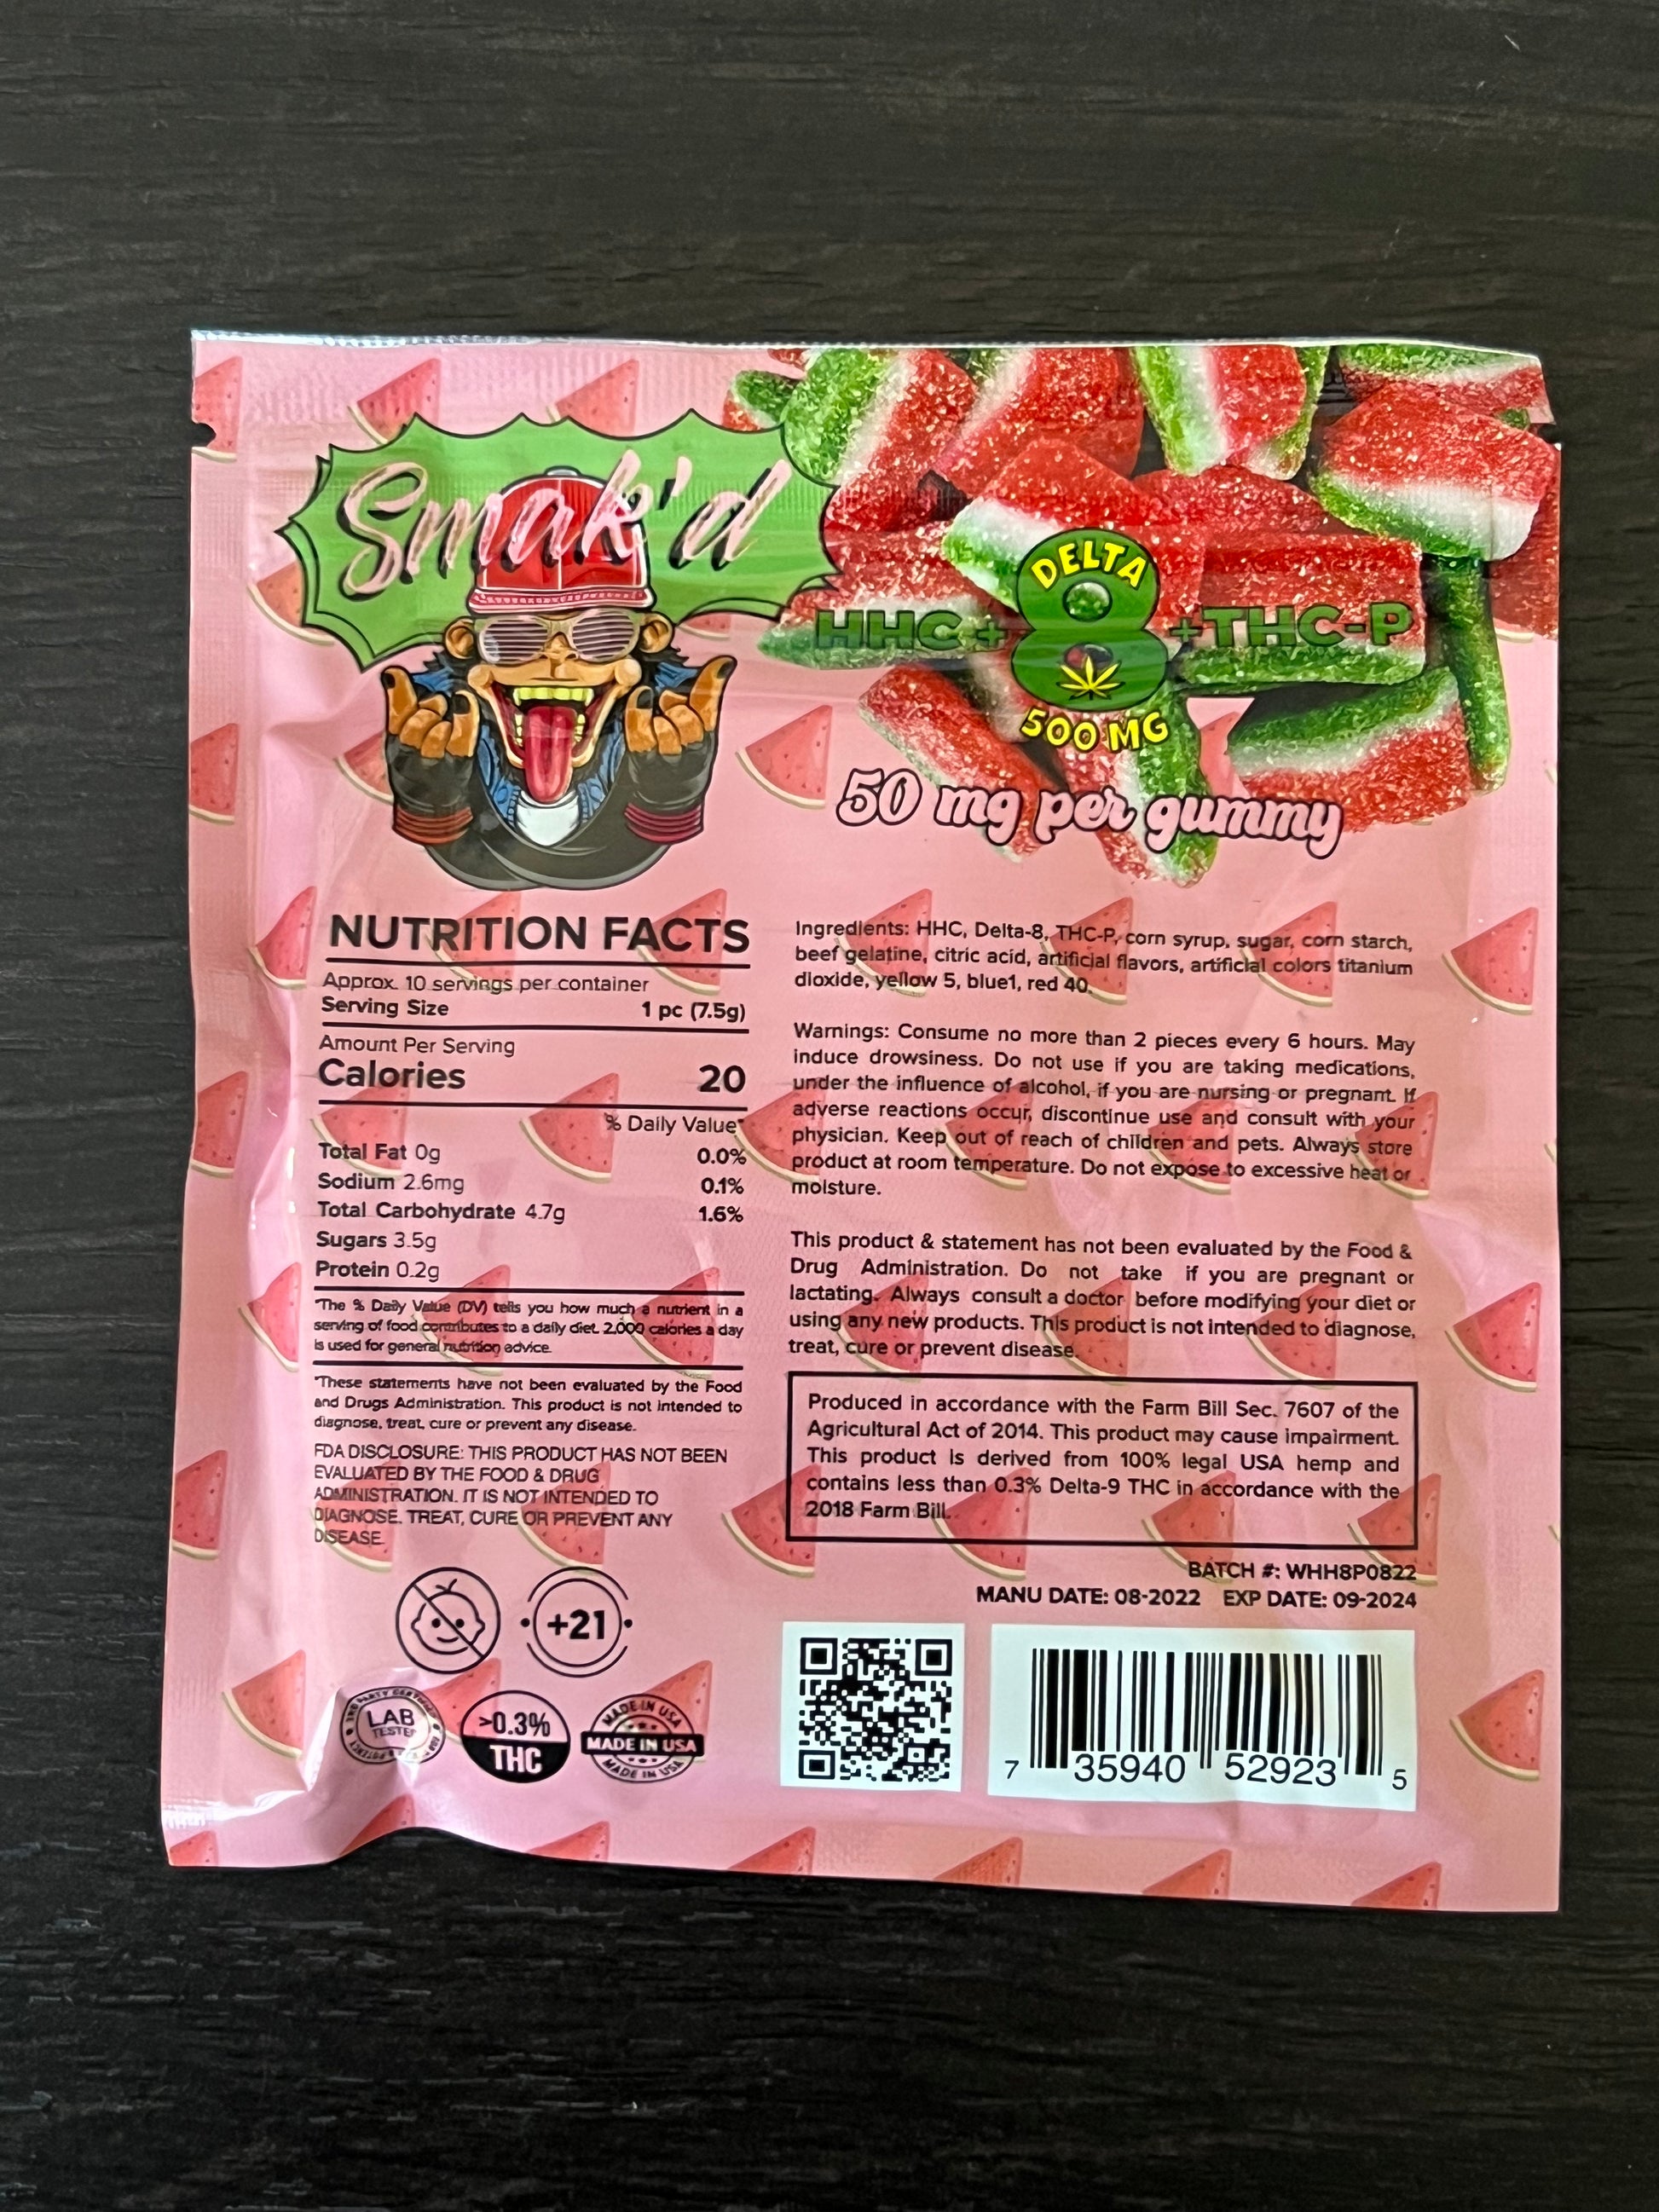 Smak'd
DELTA
8
HHC + +THC-P
500 MG
50 mg per gummy
NUTRITION FACTS
Approx. 10 servings per container
Serving Size 1 pc (7.5g)
Amount Per Serving
Calories 20
% Daily Value*
Total Fat 0g 0.0%
Sodium 2.6mg 0.1%
Total Carbohydrate 4.7g 1.6%
Sugars 3.5g
Protein 0.2g
*The % Daily Value (DV) tells you how much a nutrient in a
serving of food contributes to a daily diet. 2,000 calories a day
is used for general nutrition advice.
*These statements have not been evaluated by the Food
and Drugs Administration. This product is not intended to
diagnose, treat, cure or prevent any disease.
FDA DISCLOSURE: THIS PRODUCT HAS NOT BEEN
EVALUATED BY THE FOOD & DRUG
ADMINISTRATION. IT IS NOT INTENDED TO
DIAGNOSE. TREAT, CURE OR PREVENT ANY
DISEASE.
+21
LAB
TESTED
>0.3%
THC
MADE IN USA
MADE IN USA
MADE IN USA
Ingredients: HHC, Delta-8, THC-P, corn syrup, sugar, corn starch,
beef gelatine, citric acid, artificial flavors, artificial colors titanium
dioxide, yellow 5, blue1, red 40.
Warnings: Consume no more than 2 pieces every 6 hours. May
induce drowsiness. Do not use if you are taking medications,
under the influence of alcohol, if you are nursing or pregnant. If
adverse reactions occur, discontinue use and consult with your
physician. Keep out of reach of children and pets. Always store
product at room temperature. Do not expose to excessive heat or
moisture.
This product & statement has not been evaluated by the Food &
Drug Administration. Do not take if you are pregnant or
lactating. Always consult a doctor before modifying your diet or
using any new products. This product is not intended to diagnose,
treat, cure or prevent disease.
Produced in accordance with the Farm Bill Sec. 7607 of the
Agricultural Act of 2014. This product may cause impairment.
This product is derived from 100% legal USA hemp and
contains less than 0.3% Delta-9 THC in accordance with the
2018 Farm Bill.
BATCH #: WHH8P0822
MANU DATE: 08-2022 EXP DATE: 09-2024
7 35940 52923 5